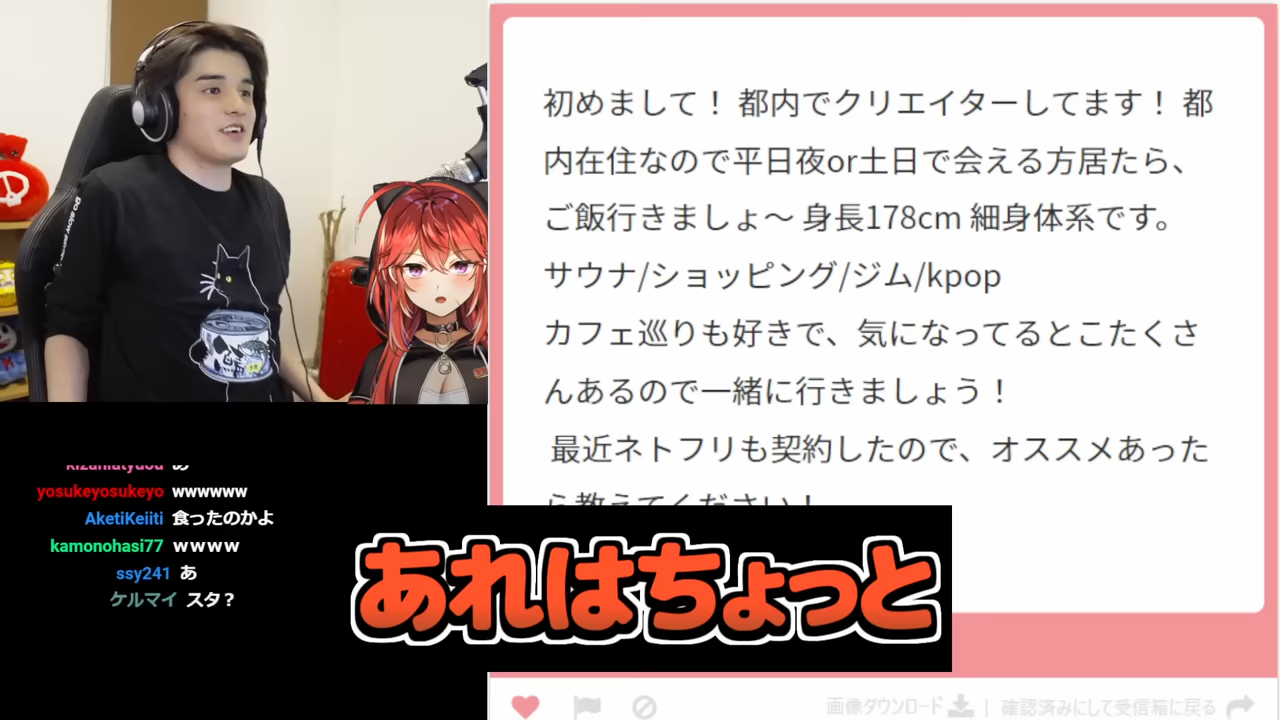 初めまして！ 都内でクリエイターしてます！ 都
内在住なので平日夜or土日で会える方居たら、
ご飯行きましょ〜 身長178cm 細身体系です。
サウナ/ショッピング/ジム/kpop
カフェ巡りも好きで、気になってるとこたくさ
んあるので一緒に行きましょう！
最近ネトフリも契約したので、オススメあった
ら教えてください！
あ
yosukeyosukeyo wwwwww
AketiKeiiti 食ったのかよ
kamonohasi77 ｗｗｗｗ
ssy241 あ
ケルマイ スタ？
あれはちょっと
画像ダウンロード | 確認済みにして受信箱に戻る